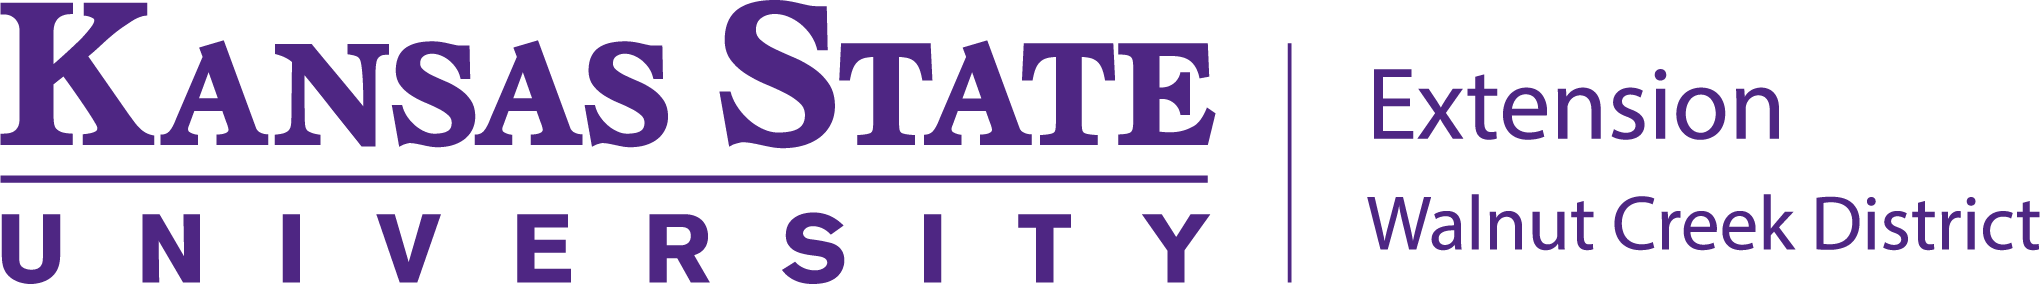 KANSAS STATE
UNIVERSITY
Extension
Walnut Creek District